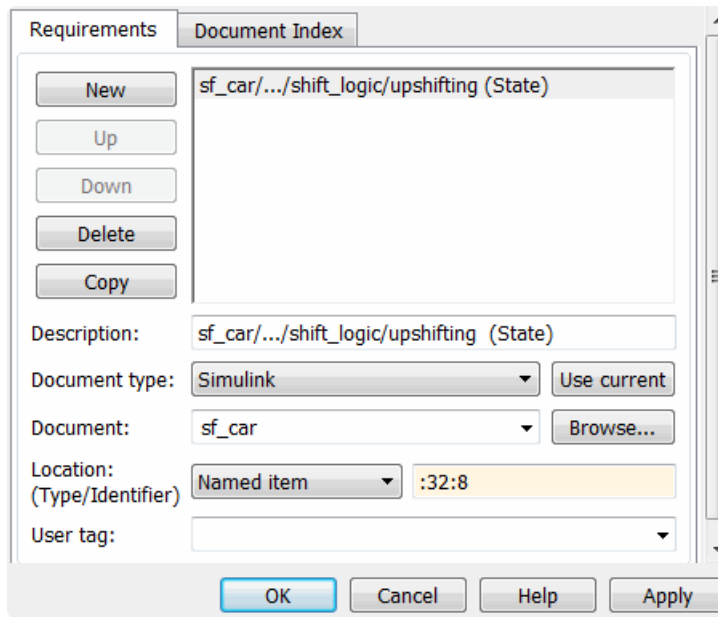 Requirements Document Index
New
Up
Down
Delete
Copy
sf_car/.../shift_logic/upshifting (State)
Description: sf_car/.../shift_logic/upshifting (State)
Document type: Simulink Use current
Document: sf_car Browse...
Location:
(Type/Identifier) Named item :32:8
User tag:
OK Cancel Help Apply